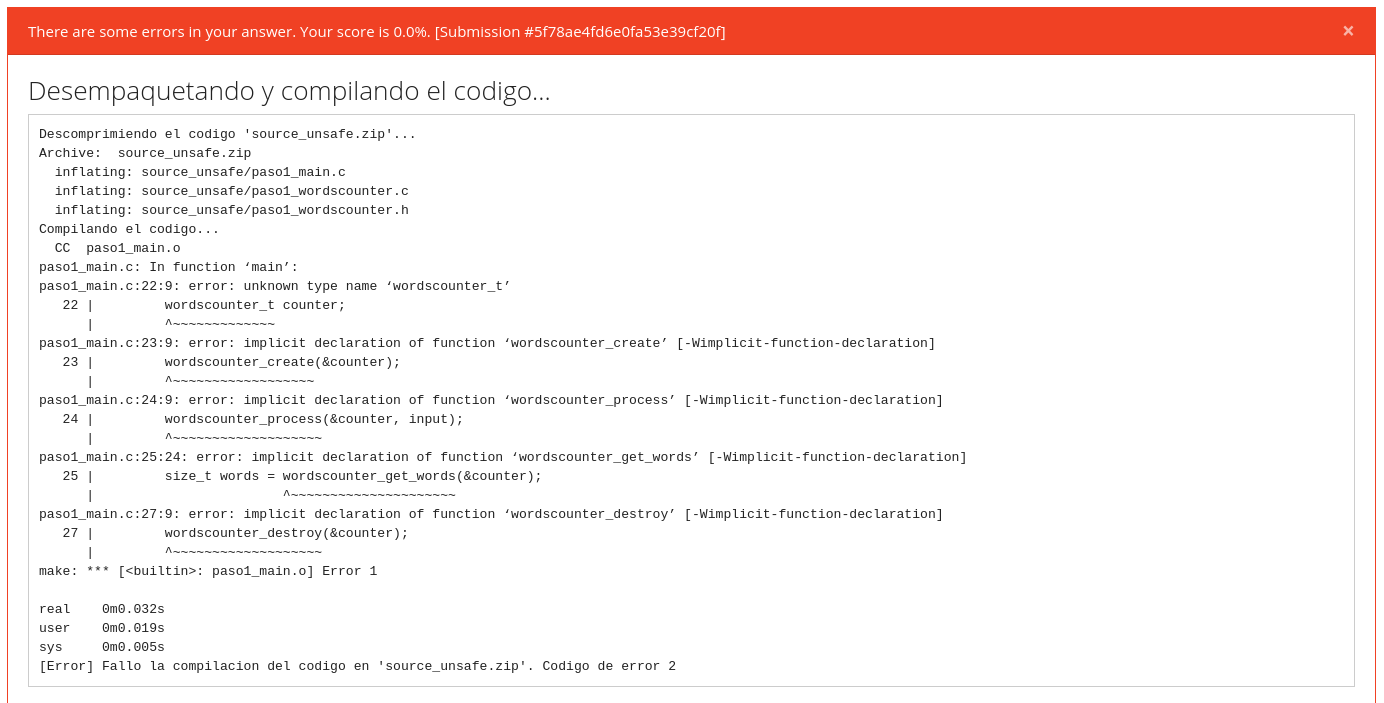 There are some errors in your answer. Your score is 0.0%. [Submission #5f78ae4fd6e0fa53e39cf20f]
×
Desempaquetando y compilando el codigo...
Descomprimiendo el codigo 'source_unsafe.zip'...
Archive:  source_unsafe.zip
  inflating: source_unsafe/paso1_main.c
  inflating: source_unsafe/paso1_wordscounter.c
  inflating: source_unsafe/paso1_wordscounter.h
Compilando el codigo...
  CC  paso1_main.o
paso1_main.c: In function ‘main’:
paso1_main.c:22:9: error: unknown type name ‘wordscounter_t’
   22 |         wordscounter_t counter;
      |         ^~~~~~~~~~~~~~
paso1_main.c:23:9: error: implicit declaration of function ‘wordscounter_create’ [-Wimplicit-function-declaration]
   23 |         wordscounter_create(&counter);
      |         ^~~~~~~~~~~~~~~~~~~
paso1_main.c:24:9: error: implicit declaration of function ‘wordscounter_process’ [-Wimplicit-function-declaration]
   24 |         wordscounter_process(&counter, input);
      |         ^~~~~~~~~~~~~~~~~~~~
paso1_main.c:25:24: error: implicit declaration of function ‘wordscounter_get_words’ [-Wimplicit-function-declaration]
   25 |         size_t words = wordscounter_get_words(&counter);
      |                        ^~~~~~~~~~~~~~~~~~~~~~
paso1_main.c:27:9: error: implicit declaration of function ‘wordscounter_destroy’ [-Wimplicit-function-declaration]
   27 |         wordscounter_destroy(&counter);
      |         ^~~~~~~~~~~~~~~~~~~~
make: *** [<builtin>: paso1_main.o] Error 1

real    0m0.032s
user    0m0.019s
sys     0m0.005s
[Error] Fallo la compilacion del codigo en 'source_unsafe.zip'. Codigo de error 2